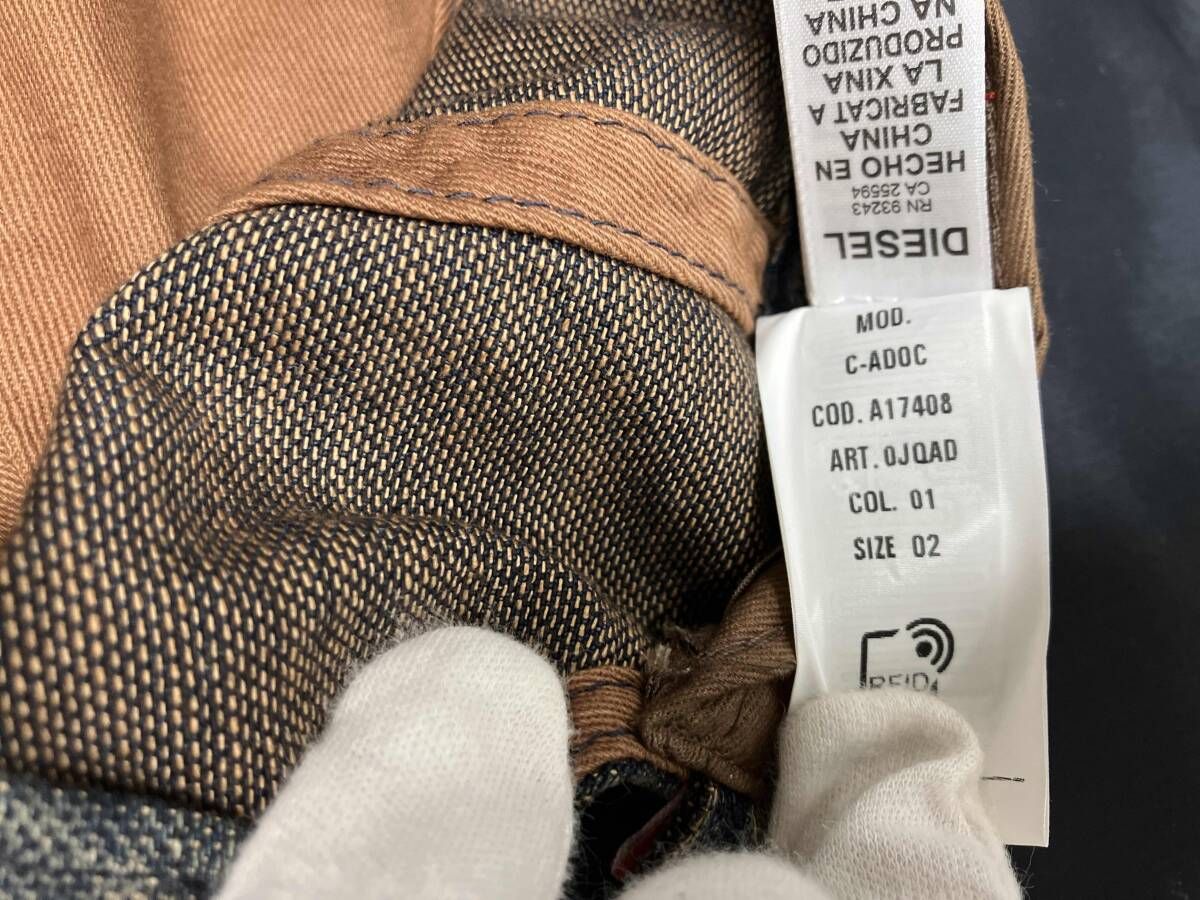 DIESEL
RN 93243
CA 25594
HECHO EN
CHINA
FABRICAT A
LA XINA
PRODUZIDO
NA CHINA
MOD.
C-ADOC
COD. A17408
ART. 0JQAD
COL. 01
SIZE 02
RFID